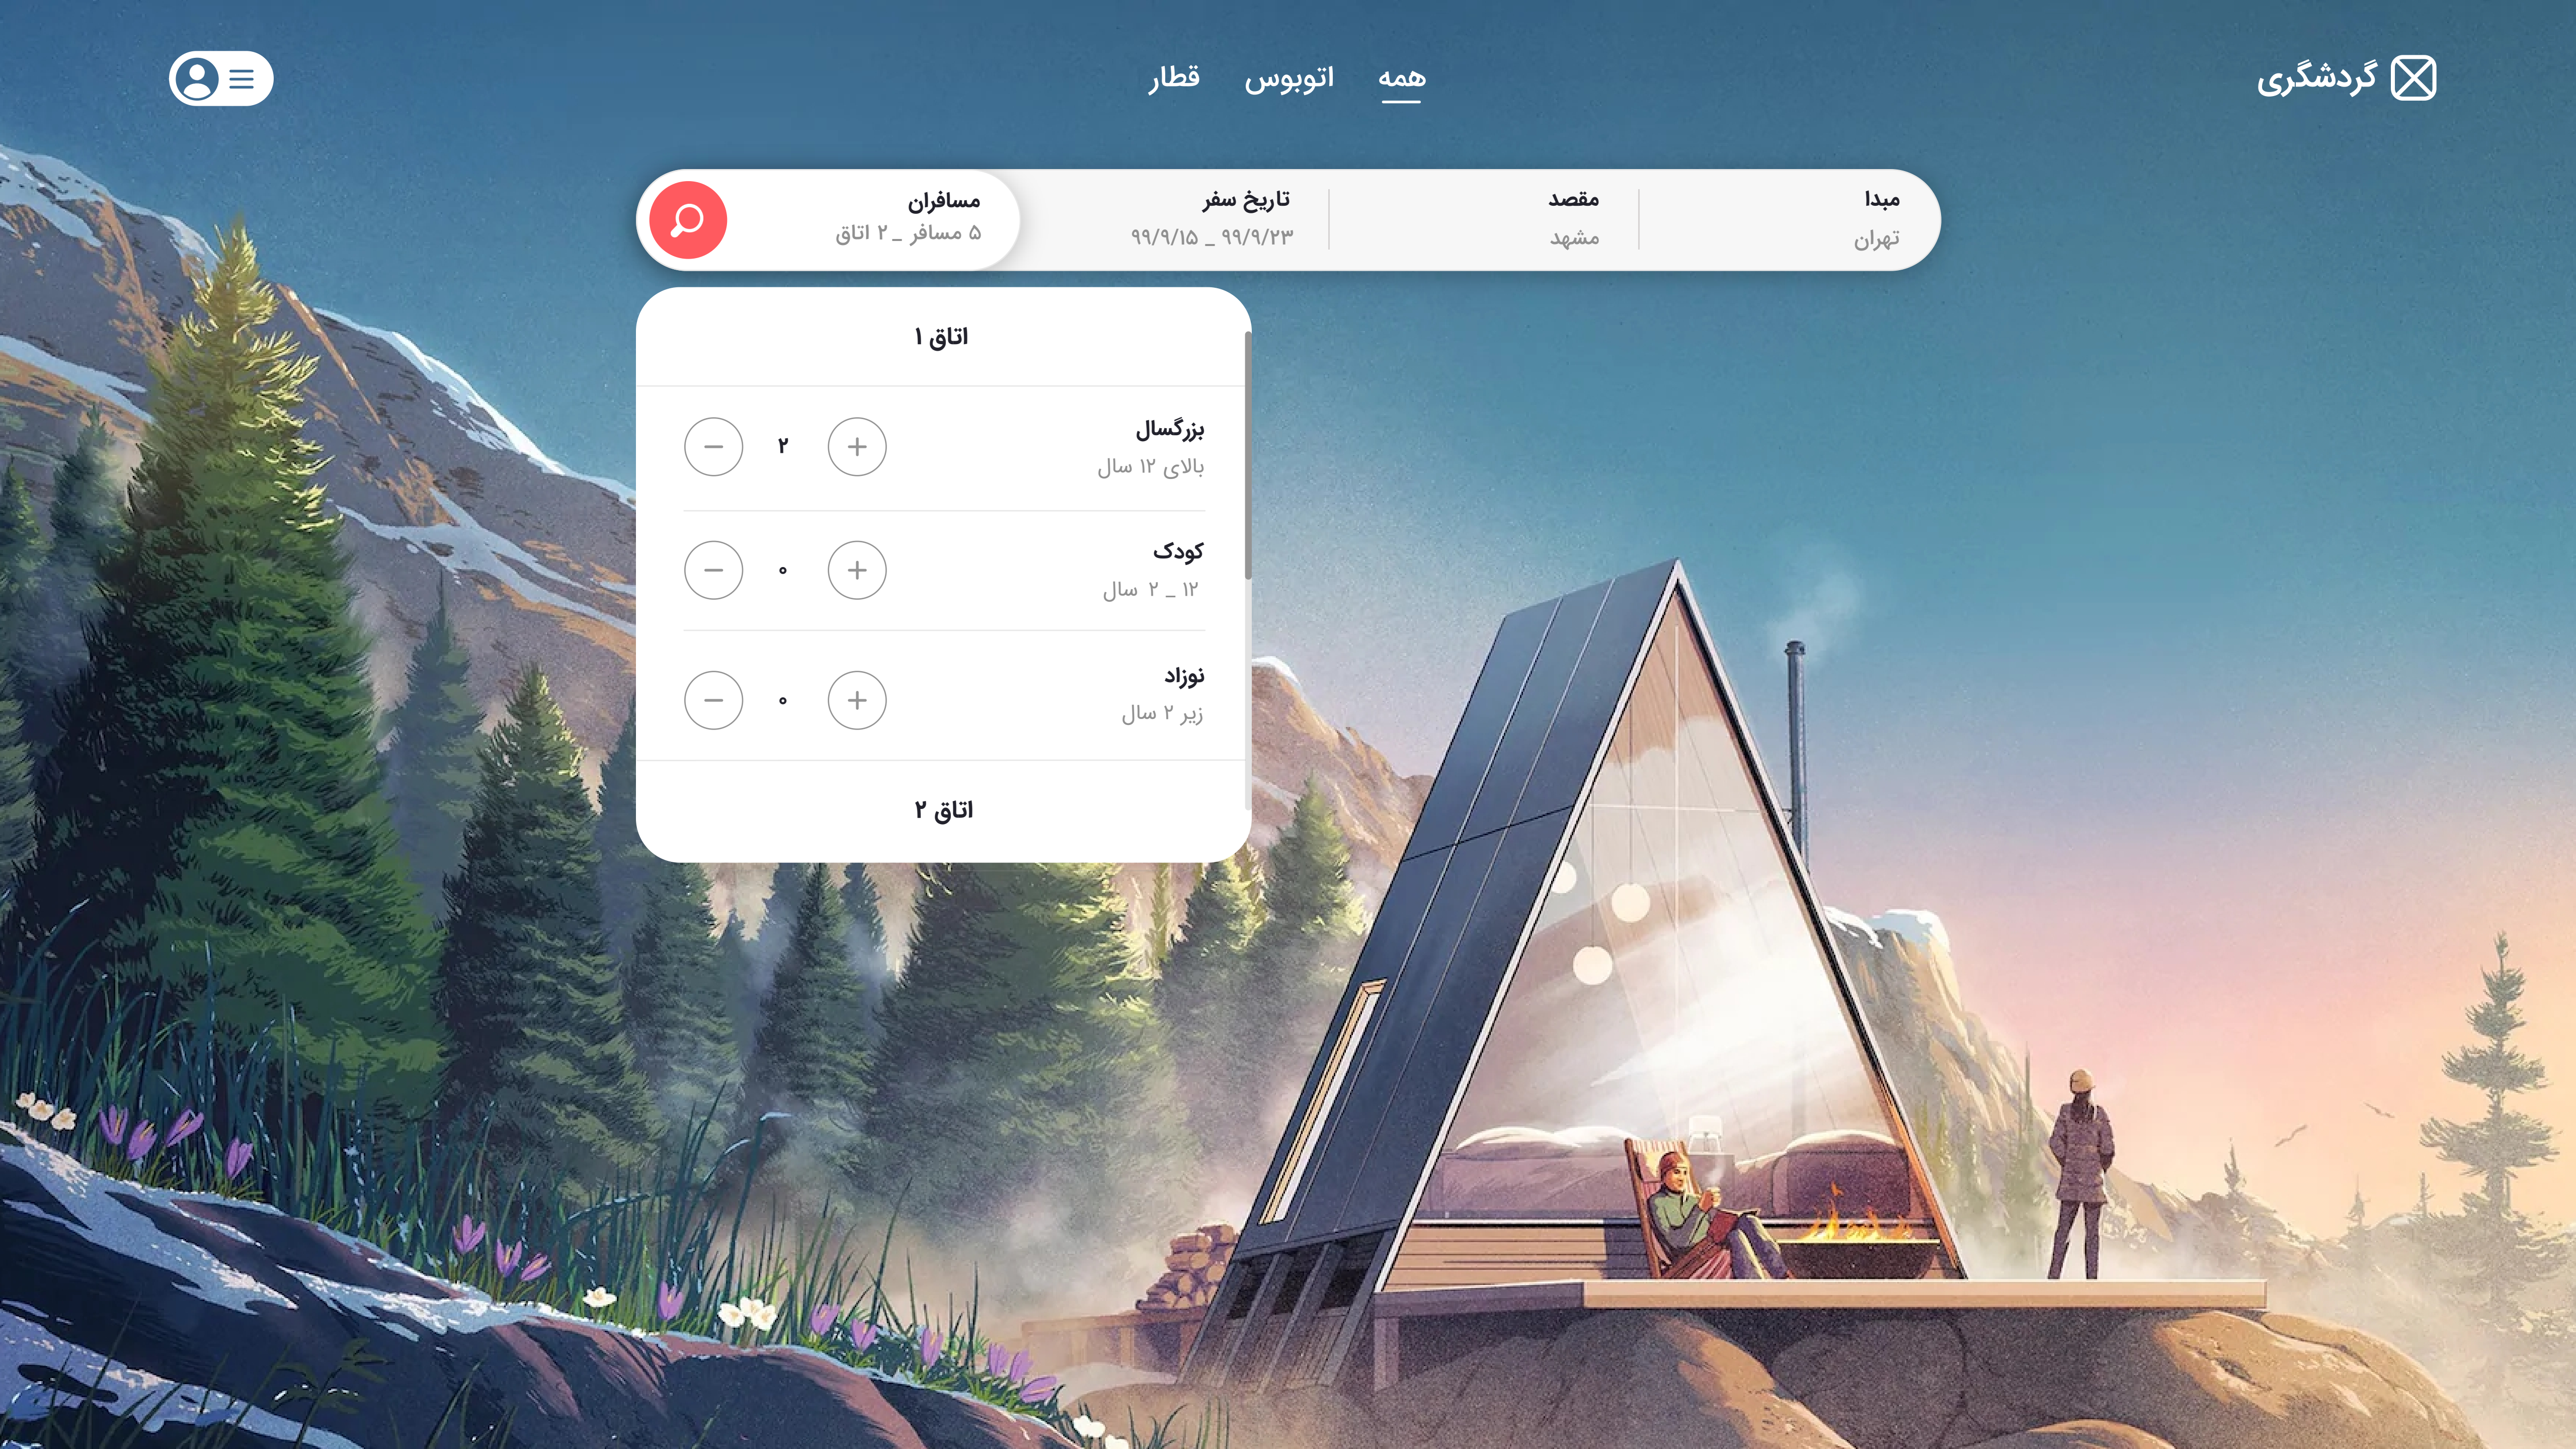 گردشگری
همه
اتوبوس
قطار
مبدا
تهران
مقصد
مشهد
تاریخ سفر
۹۹/۹/۱۵ _ ۹۹/۹/۲۳
مسافران
۵ مسافر _ ۲ اتاق
اتاق ۱
بزرگسال
بالای ۱۲ سال
۲
کودک
۱۲ _ ۲ سال
۰
نوزاد
زیر ۲ سال
۰
اتاق ۲